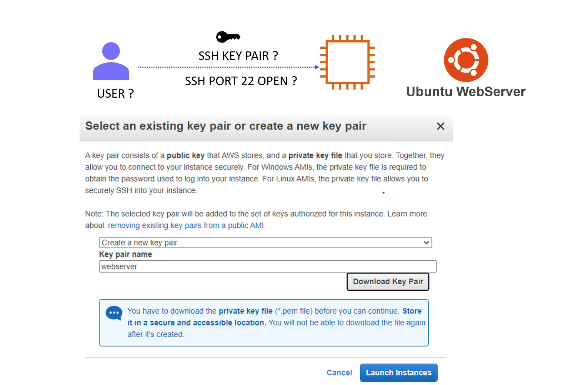 SSH KEY PAIR ?
SSH PORT 22 OPEN ?
USER ?
Ubuntu WebServer
Select an existing key pair or create a new key pair
A key pair consists of a public key that AWS stores, and a private key file that you store. Together, they
allow you to connect to your instance securely. For Windows AMIs, the private key file is required to
obtain the password used to log into your instance. For Linux AMIs, the private key file allows you to
securely SSH into your instance.
Note: The selected key pair will be added to the set of keys authorized for this instance. Learn more
about removing existing key pairs from a public AMI .
Create a new key pair
Key pair name
webserver
Download Key Pair
You have to download the private key file (*.pem file) before you can continue. Store
it in a secure and accessible location. You will not be able to download the file again
after it's created.
Cancel
Launch Instances